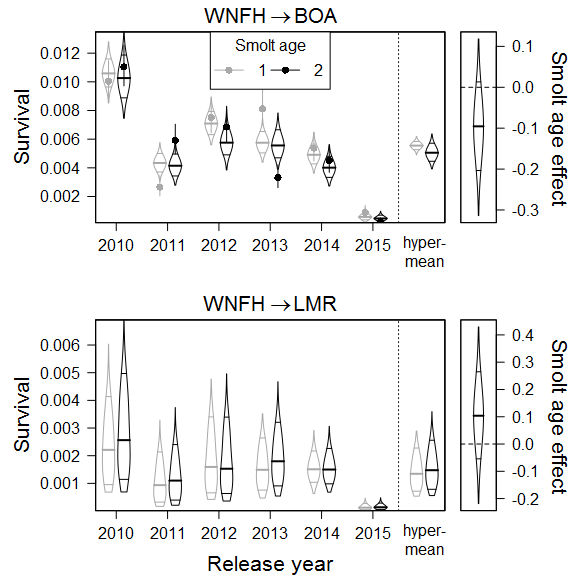 WNFH → BOA
Smolt age
1 2
Survival
0.012
0.010
0.008
0.006
0.004
0.002
2010 2011 2012 2013 2014 2015 hyper-
mean
0.1
0.0
-0.1
-0.2
-0.3
Smolt age effect
WNFH → LMR
Survival
0.006
0.005
0.004
0.003
0.002
0.001
2010 2011 2012 2013 2014 2015 hyper-
mean
Release year
0.4
0.3
0.2
0.1
0.0
-0.1
-0.2
Smolt age effect